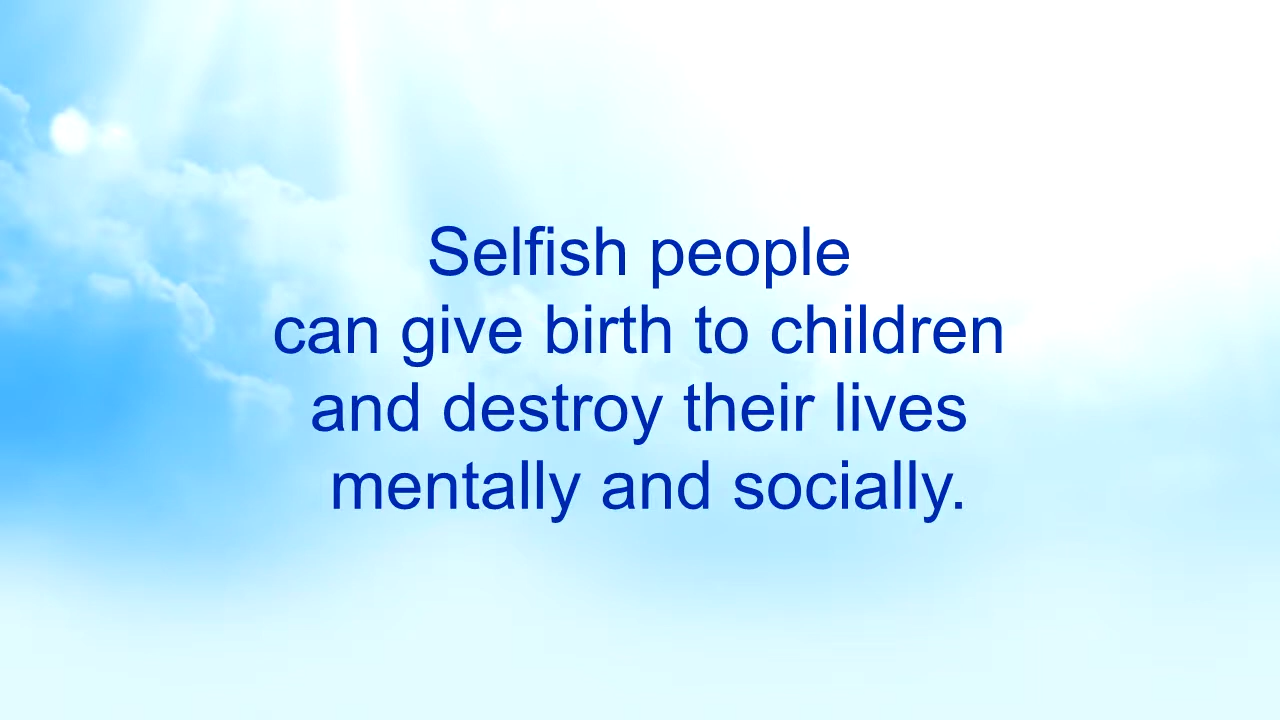 Selfish people
can give birth to children
and destroy their lives
mentally and socially.